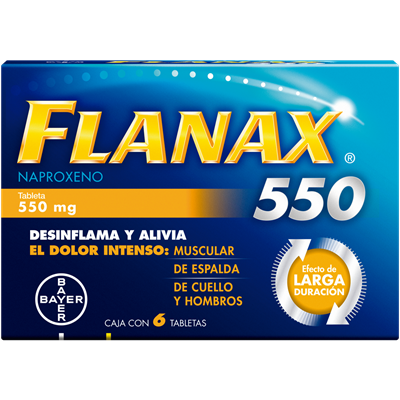 FLANAX®
NAPROXENO
550
Tableta
550 mg
DESINFLAMA Y ALIVIA
EL DOLOR INTENSO: MUSCULAR
DE ESPALDA
DE CUELLO
Y HOMBROS
Efecto de
LARGA
DURACIÓN
BAYER
BAYER
CAJA CON 6 TABLETAS